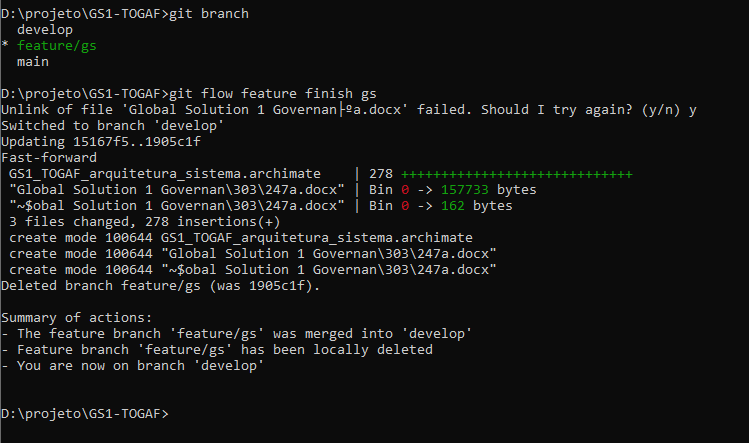 D:\projeto\GS1-TOGAF>git branch
  develop
* feature/gs
  main

D:\projeto\GS1-TOGAF>git flow feature finish gs
Unlink of file 'Global Solution 1 Governan├ºa.docx' failed. Should I try again? (y/n) y
Switched to branch 'develop'
Updating 15167f5..1905c1f
Fast-forward
 GS1_TOGAF_arquitetura_sistema.archimate   | 278 +++++++++++++++++++++++++++++
 "Global Solution 1 Governan\303\247a.docx" | Bin 0 -> 157733 bytes
 "~$obal Solution 1 Governan\303\247a.docx" | Bin 0 -> 162 bytes
 3 files changed, 278 insertions(+)
 create mode 100644 GS1_TOGAF_arquitetura_sistema.archimate
 create mode 100644 "Global Solution 1 Governan\303\247a.docx"
 create mode 100644 "~$obal Solution 1 Governan\303\247a.docx"
Deleted branch feature/gs (was 1905c1f).

Summary of actions:
- The feature branch 'feature/gs' was merged into 'develop'
- Feature branch 'feature/gs' has been locally deleted
- You are now on branch 'develop'

D:\projeto\GS1-TOGAF>